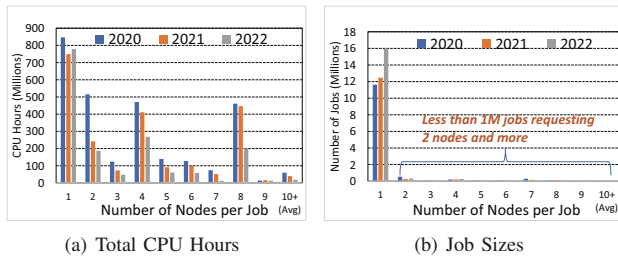 CPU Hours (Millions)
900
800
700
600
500
400
300
200
100
0
2020 2021 2022
1 2 3 4 5 6 7 8 9 10+
(Avg)
Number of Nodes per Job
(a) Total CPU Hours
Number of Jobs (Millions)
18
16
14
12
10
8
6
4
2
0
2020 2021 2022
Less than 1M jobs requesting
2 nodes and more
1 2 3 4 5 6 7 8 9 10+
(Avg)
Number of Nodes per Job
(b) Job Sizes